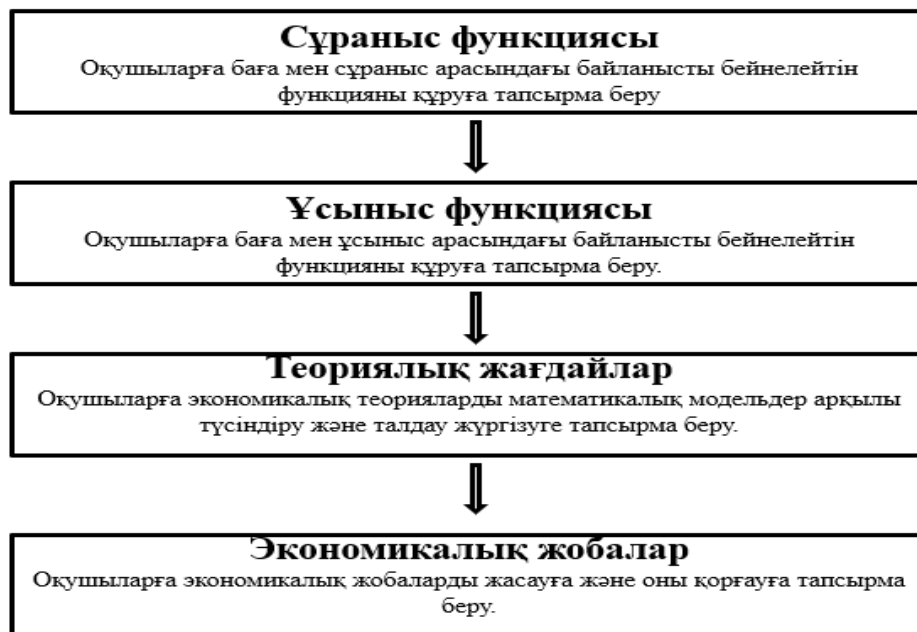 Сұраныс функциясы
Оқушыларға баға мен сұраныс арасындағы байланысты бейнелейтін
функцияны құруға тапсырма беру
Ұсыныс функциясы
Оқушыларға баға мен ұсыныс арасындағы байланысты бейнелейтін
функцияны құруға тапсырма беру.
Теориялық жағдайлар
Оқушыларға экономикалық теорияларды математикалық модельдер арқылы
түсіндіру және талдау жүргізуге тапсырма беру.
Экономикалық жобалар
Оқушыларға экономикалық жобаларды жасауға және оны қорғауға тапсырма
беру.